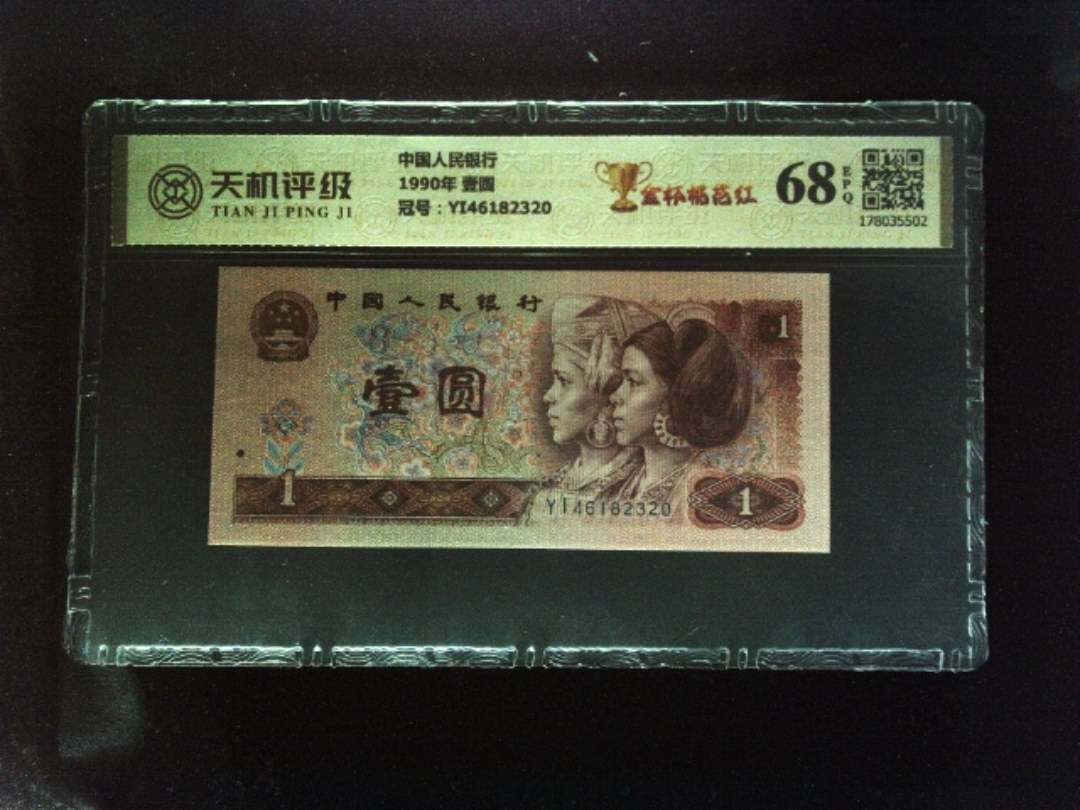 天机评级
TIAN JI PING JI
中国人民银行
1990年 壹圆
冠号：YI46182320
金杯桃花红
68
EPQ
178035502
中国人民银行
1
壹圆
1
YI46182320
1